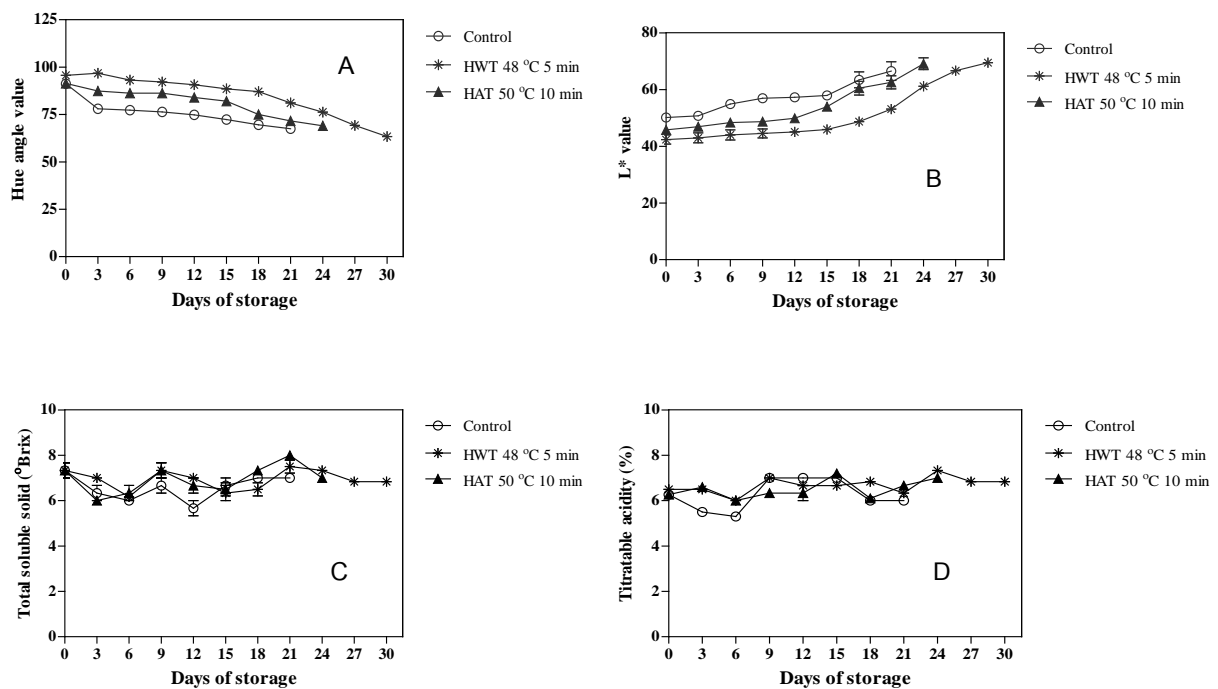 125
100
75
50
25
0
Hue angle value
A
0 3 6 9 12 15 18 21 24 27 30
Days of storage
Control
HWT 48 °C 5 min
HAT 50 °C 10 min
80
60
40
20
0
L* value
B
0 3 6 9 12 15 18 21 24 27 30
Days of storage
Control
HWT 48 °C 5 min
HAT 50 °C 10 min
10
8
6
4
2
0
Total soluble solid (°Brix)
C
0 3 6 9 12 15 18 21 24 27 30
Days of storage
Control
HWT 48 °C 5 min
HAT 50 °C 10 min
10
8
6
4
2
0
Titratable acidity (%)
D
0 3 6 9 12 15 18 21 24 27 30
Days of storage
Control
HWT 48 °C 5 min
HAT 50 °C 10 min